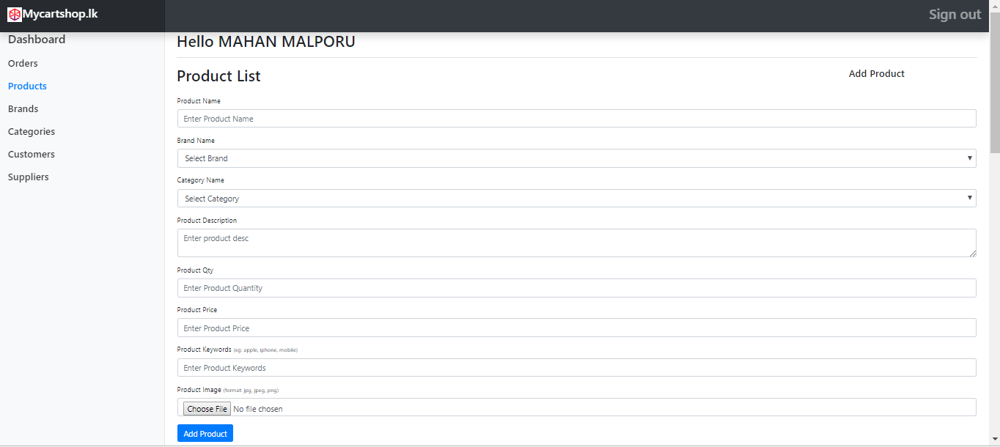 Mycartshop.lk
Sign out
Dashboard
Orders
Products
Brands
Categories
Customers
Suppliers
Hello MAHAN MALPORU
Product List
Add Product
Product Name
Enter Product Name
Brand Name
Select Brand
Category Name
Select Category
Product Description
Enter product desc
Product Qty
Enter Product Quantity
Product Price
Enter Product Price
Product Keywords (eg: apple, iphone, mobile)
Enter Product Keywords
Product Image (format: jpg, jpeg, png)
Choose File No file chosen
Add Product